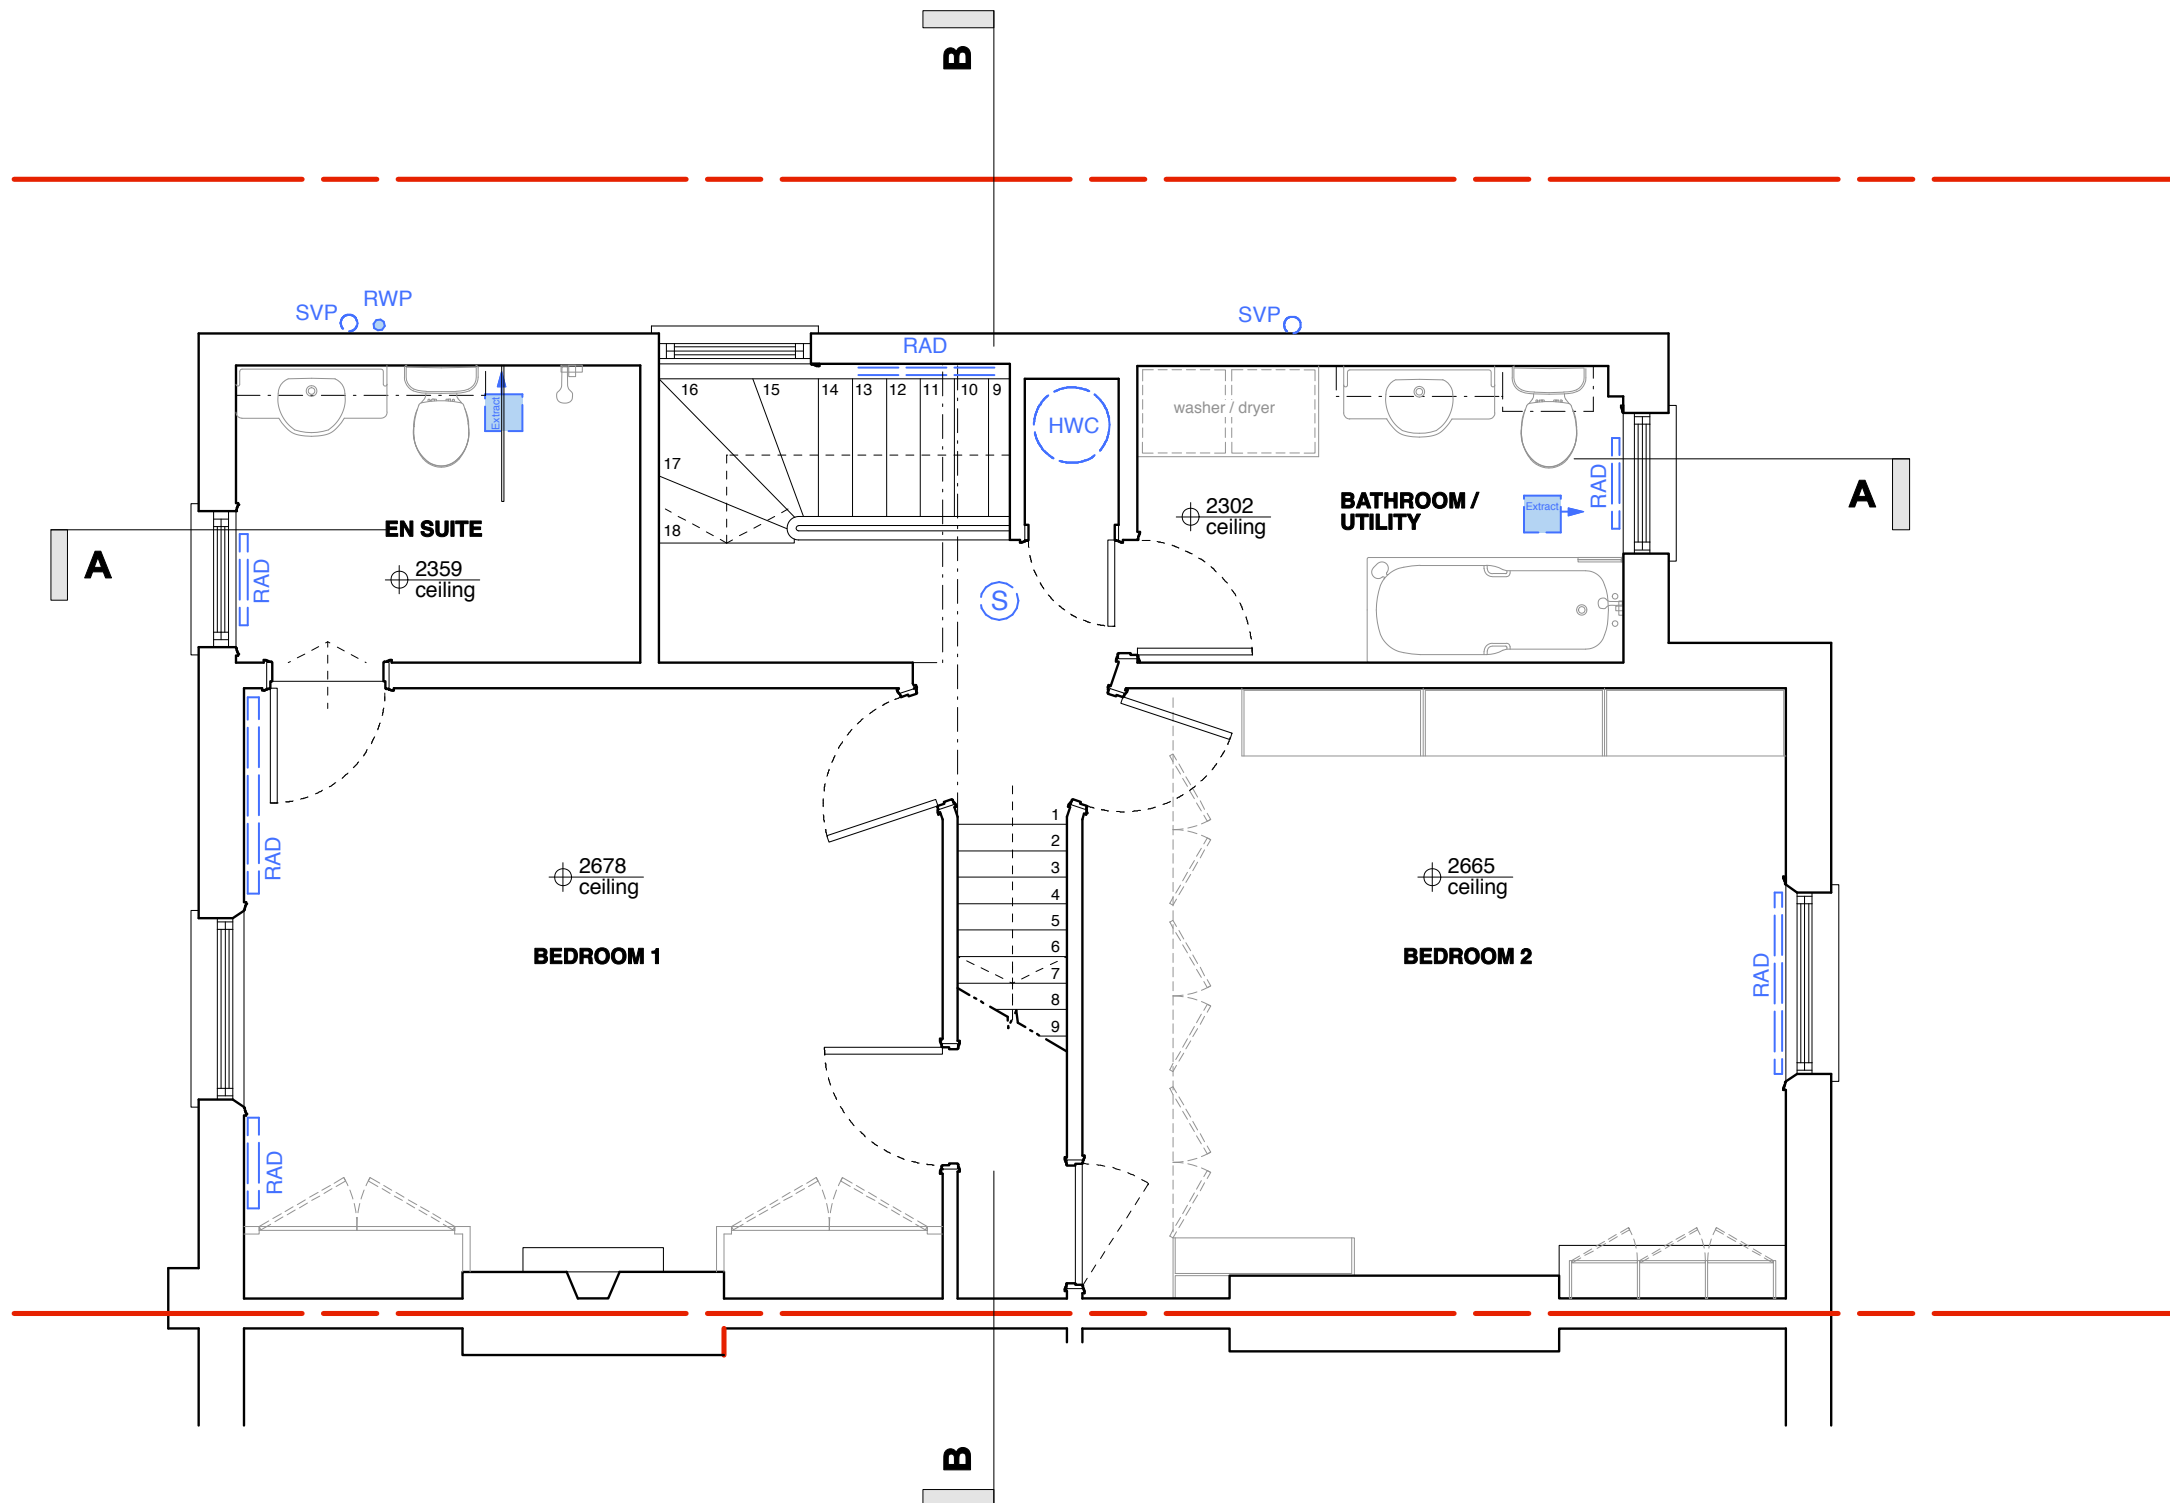 B
RWP
SVP
SVP
RAD
16
15
14
13
12
11
10
9
17
18
Extract
HWC
washer / dryer
RAD
Extract
BATHROOM /
UTILITY
2302
ceiling
A
EN SUITE
A
2359
ceiling
RAD
S
1
2
3
4
5
6
7
8
9
RAD
2678
ceiling
2665
ceiling
BEDROOM 1
BEDROOM 2
RAD
RAD
B